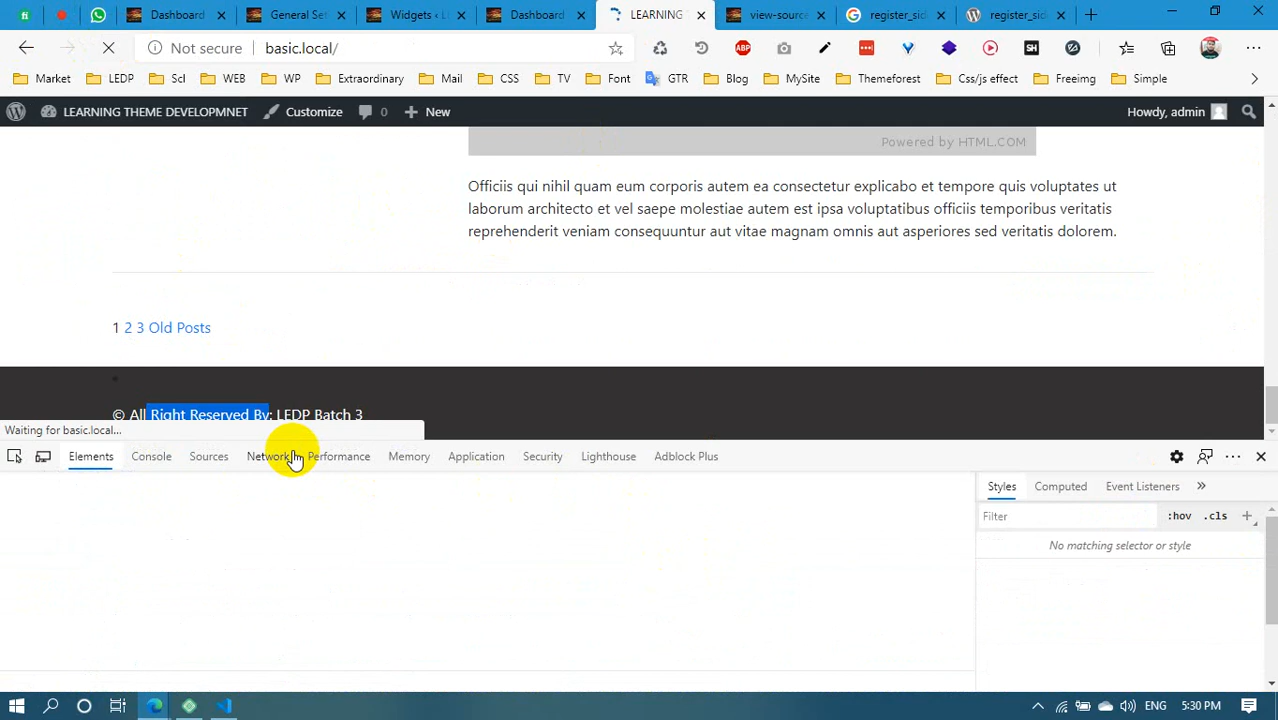 Dashboard
General Set
Widgets ‹ L
Dashboard
LEARNING
view-source
register_sid
register_sid
Not secure
basic.local/
ABP
SH
Market
LEDP
Scl
WEB
WP
Extraordinary
Mail
CSS
TV
Font
GTR
Blog
MySite
Themeforest
Css/js effect
Freeimg
Simple
LEARNING THEME DEVELOPMNET
Customize
0
New
Howdy, admin
Powered by HTML.COM
Officiis qui nihil quam eum corporis autem ea consectetur explicabo et tempore quis voluptates ut
laborum architecto et vel saepe molestiae autem est ipsa voluptatibus officiis temporibus veritatis
reprehenderit veniam consequuntur aut vitae magnam omnis aut asperiores sed veritatis dolorem.
1 2 3 Old Posts
© All Right Reserved By: LEDP Batch 3
Waiting for basic.local...
Elements
Console
Sources
Network
Performance
Memory
Application
Security
Lighthouse
Adblock Plus
Styles
Computed
Event Listeners
Filter
:hov
.cls
No matching selector or style
ENG
5:30 PM